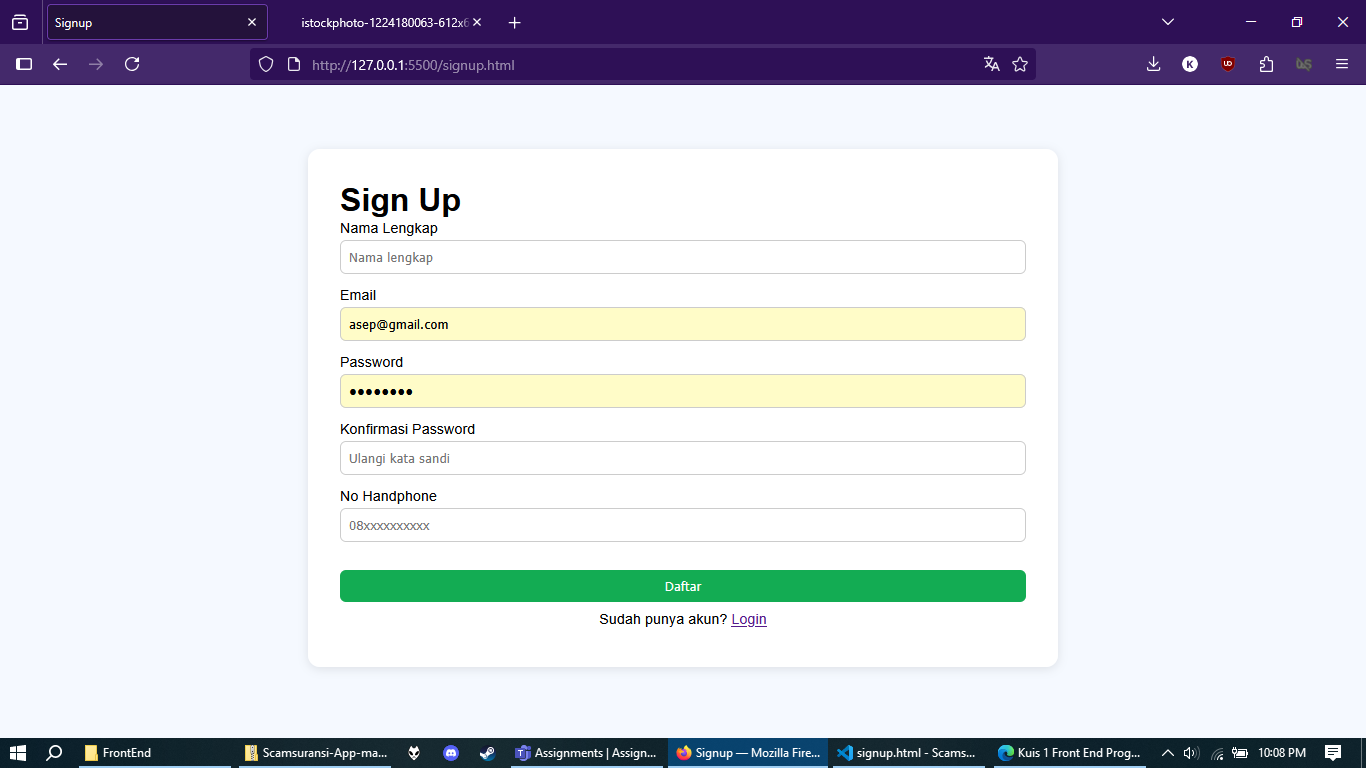 Signup
istockphoto-1224180063-612x6
http://127.0.0.1:5500/signup.html
K
Sign Up
Nama Lengkap
Nama lengkap
Email
asep@gmail.com
Password
Konfirmasi Password
Ulangi kata sandi
No Handphone
08xxxxxxxxxx
Daftar
Sudah punya akun? Login
FrontEnd
Scamsuransi-App-ma...
Assignments | Assign...
Signup — Mozilla Fire...
signup.html - Scams...
Kuis 1 Front End Prog...
10:08 PM